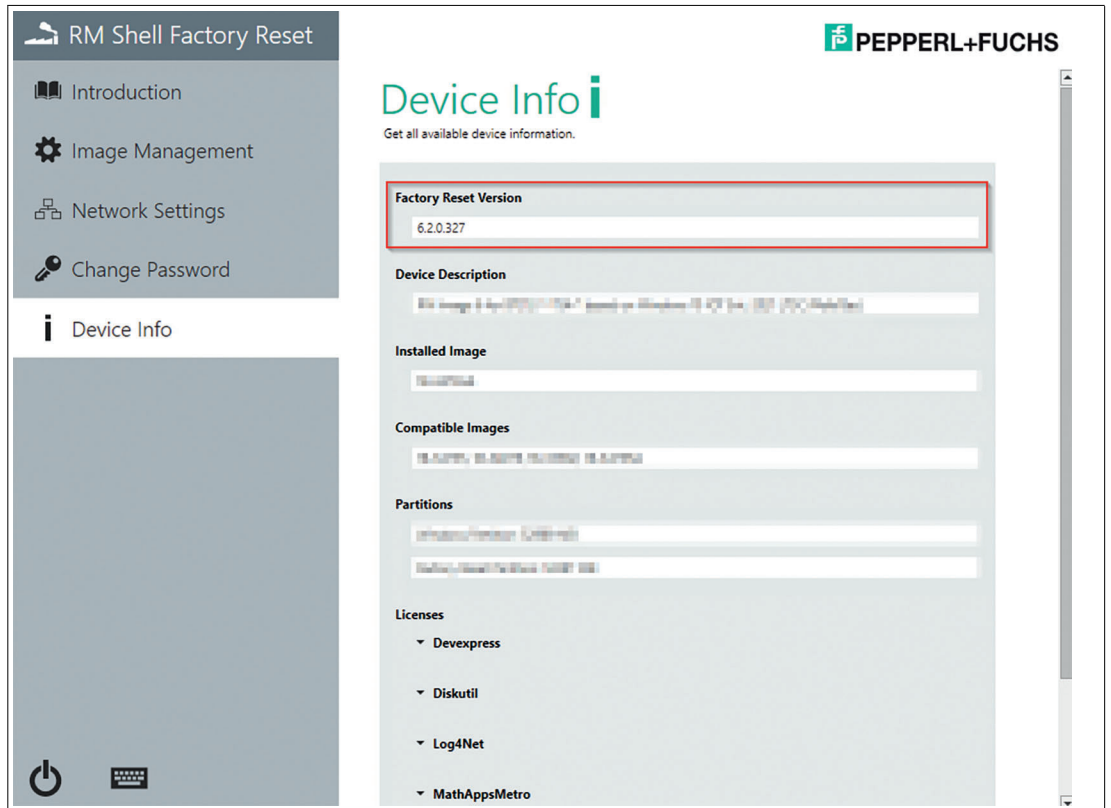 RM Shell Factory Reset
Introduction
Image Management
Network Settings
Change Password
Device Info
PEPPERL+FUCHS
Device Info
Get all available device information.
Factory Reset Version
6.2.0.327
Device Description
Installed Image
Compatible Images
Partitions
Licenses
Devexpress
Diskutil
Log4Net
MathAppsMetro